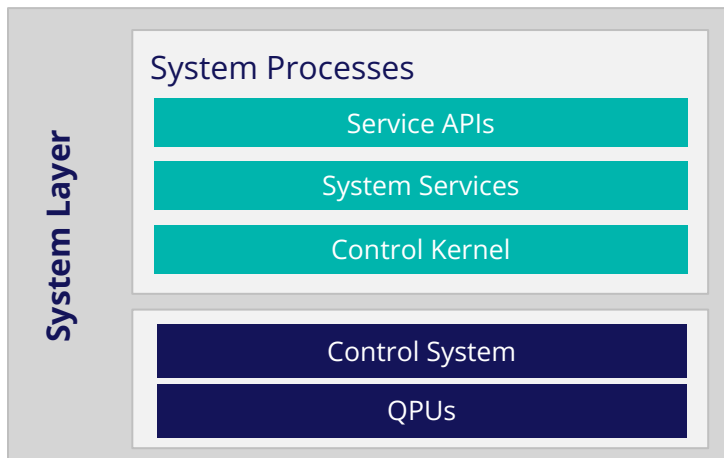 System Layer
System Processes
Service APIs
System Services
Control Kernel
Control System
QPUs